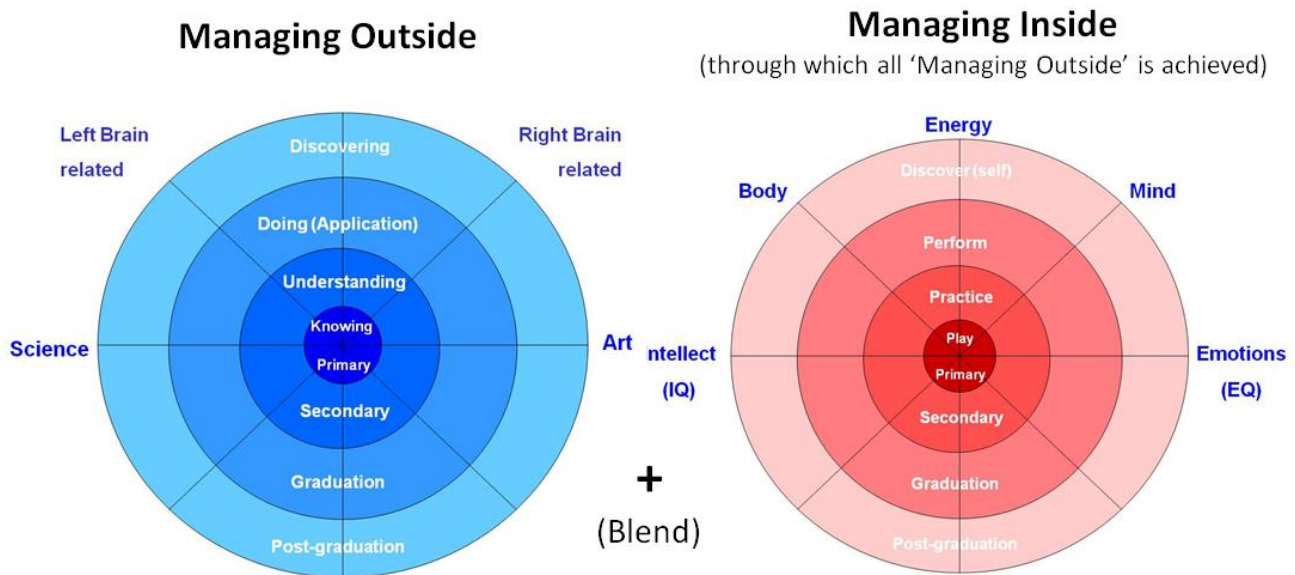 Managing Outside
Left Brain
related
Right Brain
related
Discovering
Doing (Application)
Understanding
Knowing
Science
Art
Primary
Secondary
Graduation
Post-graduation
+
(Blend)
Managing Inside
(through which all ‘Managing Outside’ is achieved)
Energy
Body
Mind
Discover (self)
Perform
Practice
Play
ntellect
(IQ)
Emotions
(EQ)
Primary
Secondary
Graduation
Post-graduation